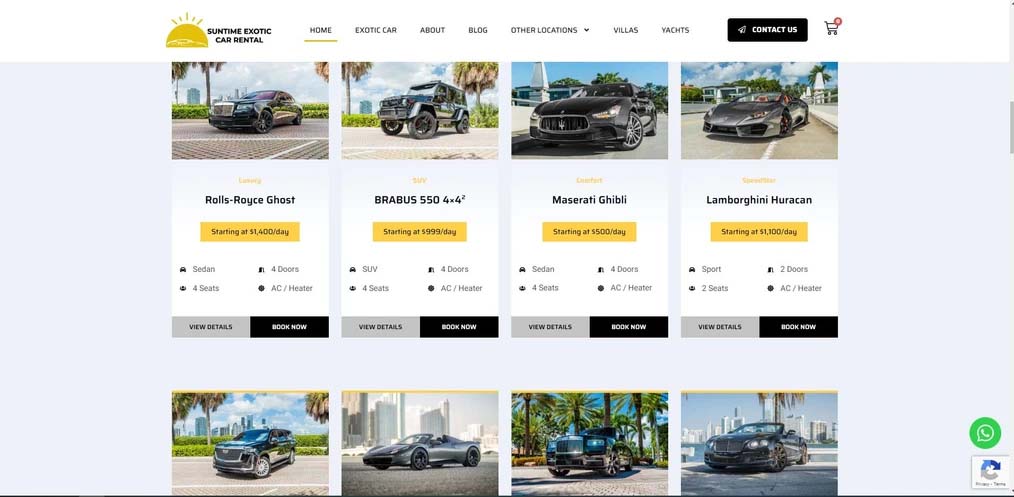 SUNTIME EXOTIC
CAR RENTAL
HOME
EXOTIC CAR
ABOUT
BLOG
OTHER LOCATIONS
VILLAS
YACHTS
CONTACT US
0
Luxury
Rolls-Royce Ghost
Starting at $1,400/day
Sedan
4 Doors
4 Seats
AC / Heater
VIEW DETAILS
BOOK NOW
SUV
BRABUS 550 4×4²
Starting at $999/day
SUV
4 Doors
4 Seats
AC / Heater
VIEW DETAILS
BOOK NOW
Comfort
Maserati Ghibli
Starting at $500/day
Sedan
4 Doors
4 Seats
AC / Heater
VIEW DETAILS
BOOK NOW
SpeedStar
Lamborghini Huracan
Starting at $1,100/day
Sport
2 Doors
2 Seats
AC / Heater
VIEW DETAILS
BOOK NOW
Privacy - Terms